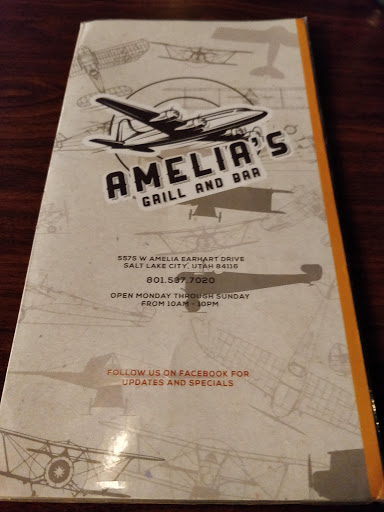 AMELIA'S
GRILL AND BAR
5575 W AMELIA EARHART DRIVE
SALT LAKE CITY, UTAH 84116
801.537.7020
OPEN MONDAY THROUGH SUNDAY
FROM 10AM - 10PM
FOLLOW US ON FACEBOOK FOR
UPDATES AND SPECIALS